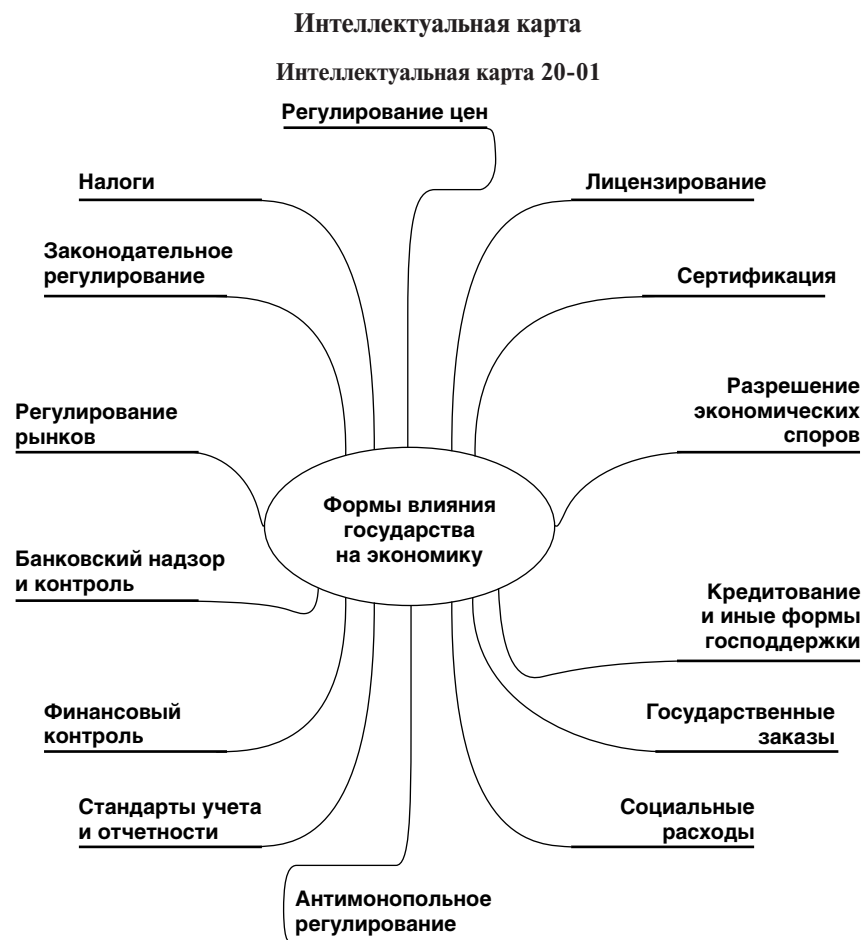 Интеллектуальная карта
Интеллектуальная карта 20-01
Регулирование цен
Налоги
Лицензирование
Законодательное
регулирование
Сертификация
Регулирование
рынков
Разрешение
экономических
споров
Формы влияния
государства
на экономику
Банковский надзор
и контроль
Кредитование
и иные формы
господдержки
Финансовый
контроль
Государственные
заказы
Стандарты учета
и отчетности
Социальные
расходы
Антимонопольное
регулирование